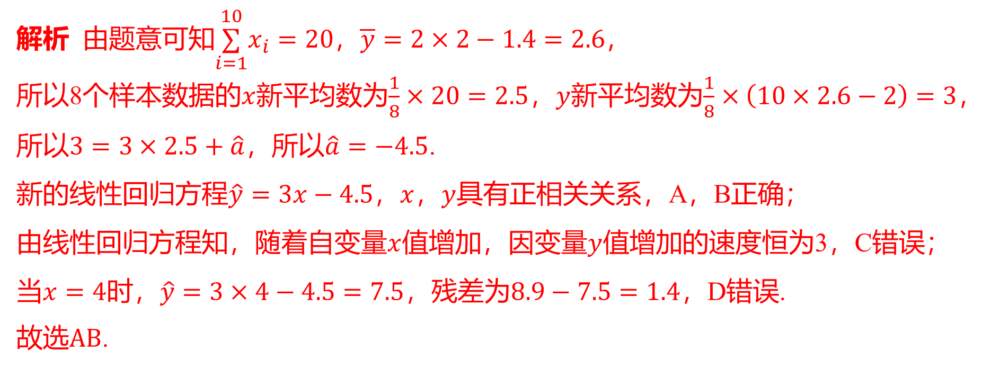 解析 由题意可知$\sum_{i=1}^{10} x_i = 20$，$\overline{y} = 2 \times 2 - 1.4 = 2.6$，
所以8个样本数据的$x$新平均数为$\frac{1}{8} \times 20 = 2.5$，$y$新平均数为$\frac{1}{8} \times (10 \times 2.6 - 2) = 3$，
所以$3 = 3 \times 2.5 + \hat{a}$，所以$\hat{a} = -4.5$.
新的线性回归方程$\hat{y} = 3x - 4.5$，$x$，$y$具有正相关关系，A，B正确；
由线性回归方程知，随着自变量$x$值增加，因变量$y$值增加的速度恒为3，C错误；
当$x = 4$时，$\hat{y} = 3 \times 4 - 4.5 = 7.5$，残差为$8.9 - 7.5 = 1.4$，D错误.
故选AB.